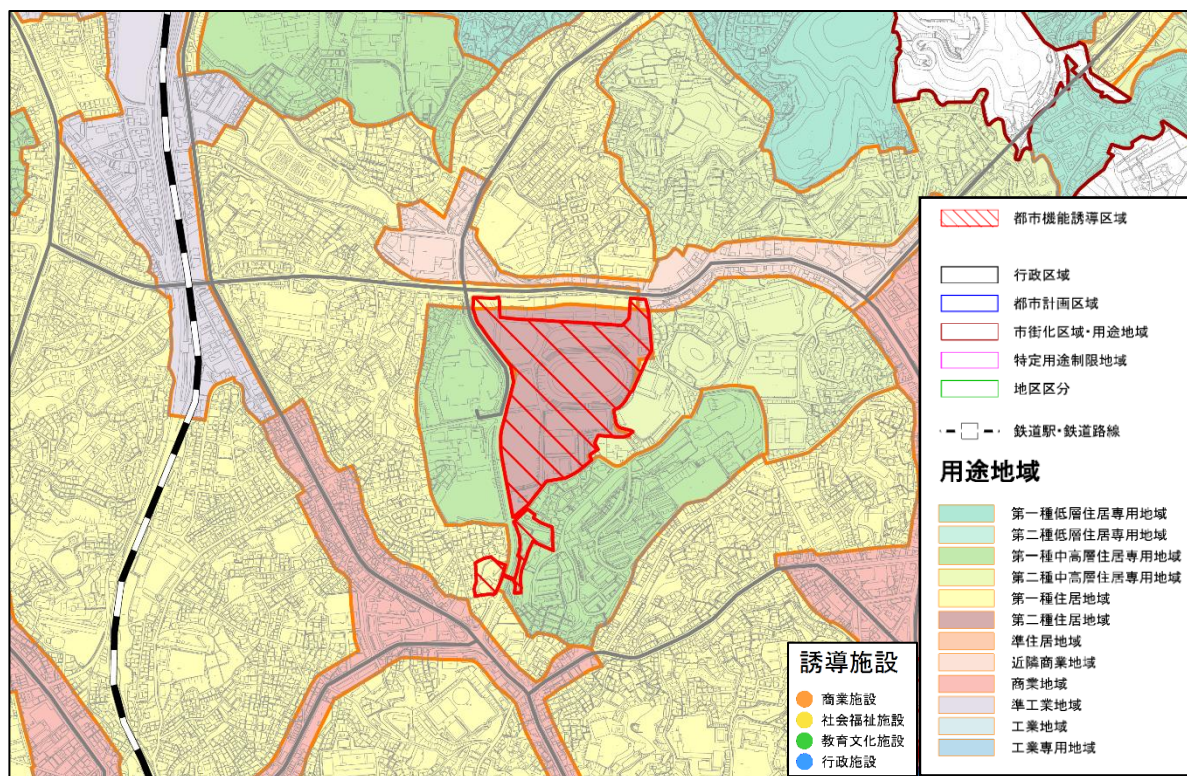 都市機能誘導区域
行政区域
都市計画区域
市街化区域・用途地域
特定用途制限地域
地区区分
鉄道駅・鉄道路線
用途地域
第一種低層住居専用地域
第二種低層住居専用地域
第一種中高層住居専用地域
第二種中高層住居専用地域
第一種住居地域
第二種住居地域
準住居地域
近隣商業地域
商業地域
準工業地域
工業地域
工業専用地域
誘導施設
商業施設
社会福祉施設
教育文化施設
行政施設